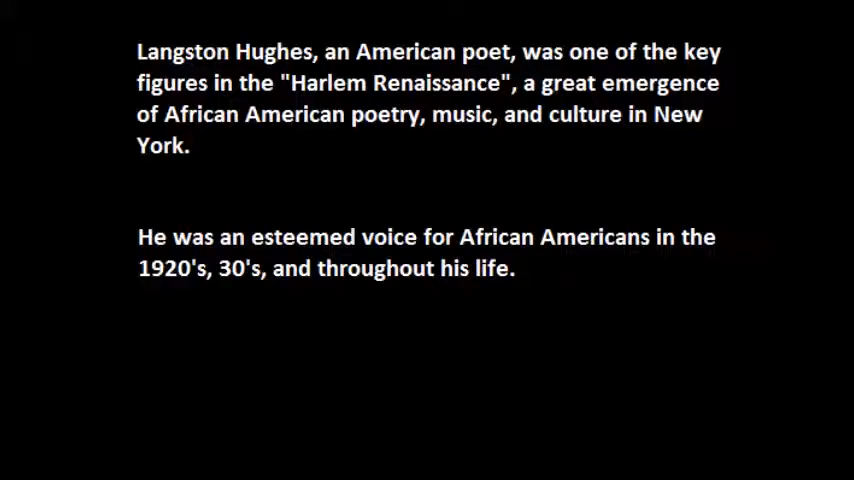 Langston Hughes, an American poet, was one of the key
figures in the "Harlem Renaissance", a great emergence
of African American poetry, music, and culture in New
York.
He was an esteemed voice for African Americans in the
1920's, 30's, and throughout his life.